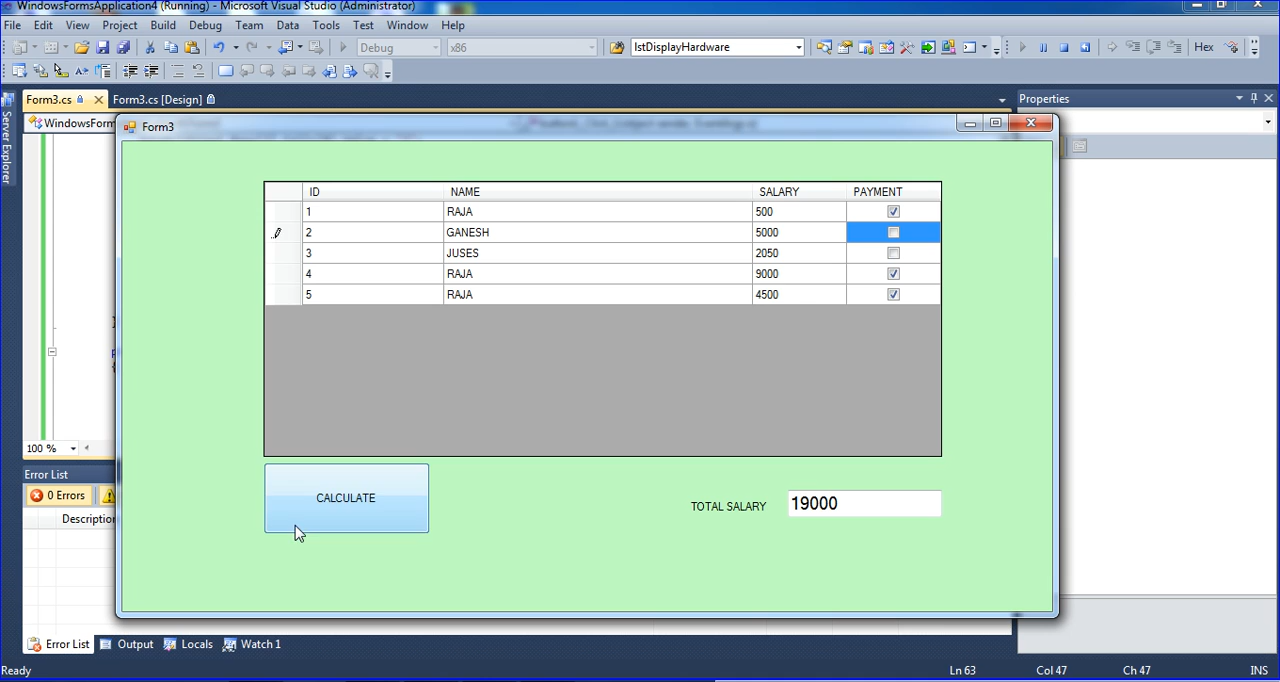 WindowsFormsApplication4 (Running) - Microsoft Visual Studio (Administrator)
File Edit View Project Build Debug Team Data Tools Test Window Help
Debug x86 lstDisplayHardware Hex
Form3.cs Form3.cs [Design] Properties
WindowsForm
Server Explorer
Form3
ID NAME SALARY PAYMENT
1 RAJA 500
2 GANESH 5000
3 JUSES 2050
4 RAJA 9000
5 RAJA 4500
100 %
CALCULATE
TOTAL SALARY 19000
Error List
0 Errors
Description
Error List Output Locals Watch 1
Ready Ln 63 Col 47 Ch 47 INS